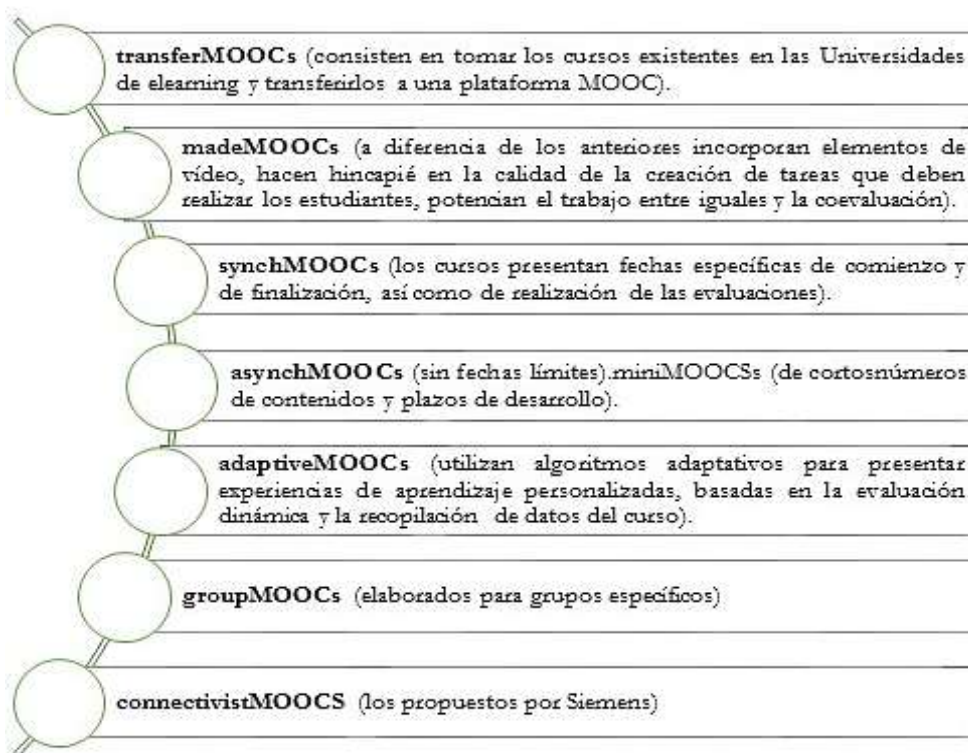 transferMOOCs (consisten en tomar los cursos existentes en las Universidades
de elearning y transferirlos a una plataforma MOOC).
madeMOOCs (a diferencia de los anteriores incorporan elementos de
vídeo, hacen hincapié en la calidad de la creación de tareas que deben
realizar los estudiantes, potencian el trabajo entre iguales y la coevaluación).
synchMOOCs (los cursos presentan fechas específicas de comienzo y
de finalización, así como de realización de las evaluaciones).
asynchMOOCs (sin fechas límites).miniMOOCSs (de cortosnúmeros
de contenidos y plazos de desarrollo).
adaptiveMOOCs (utilizan algoritmos adaptativos para presentar
experiencias de aprendizaje personalizadas, basadas en la evaluación
dinámica y la recopilación de datos del curso).
groupMOOCs (elaborados para grupos específicos)
connectivistMOOCS (los propuestos por Siemens)